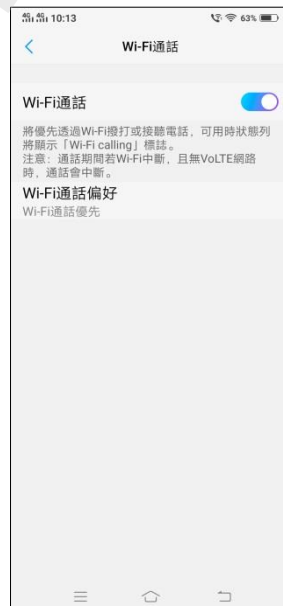 4G 4G 10:13 63%
Wi-Fi通話
Wi-Fi通話
將優先透過Wi-Fi撥打或接聽電話，可用時狀態列
將顯示「Wi-Fi calling」標誌。
注意：通話期間若Wi-Fi中斷，且無VoLTE網路
時，通話會中斷。
Wi-Fi通話偏好
Wi-Fi通話優先